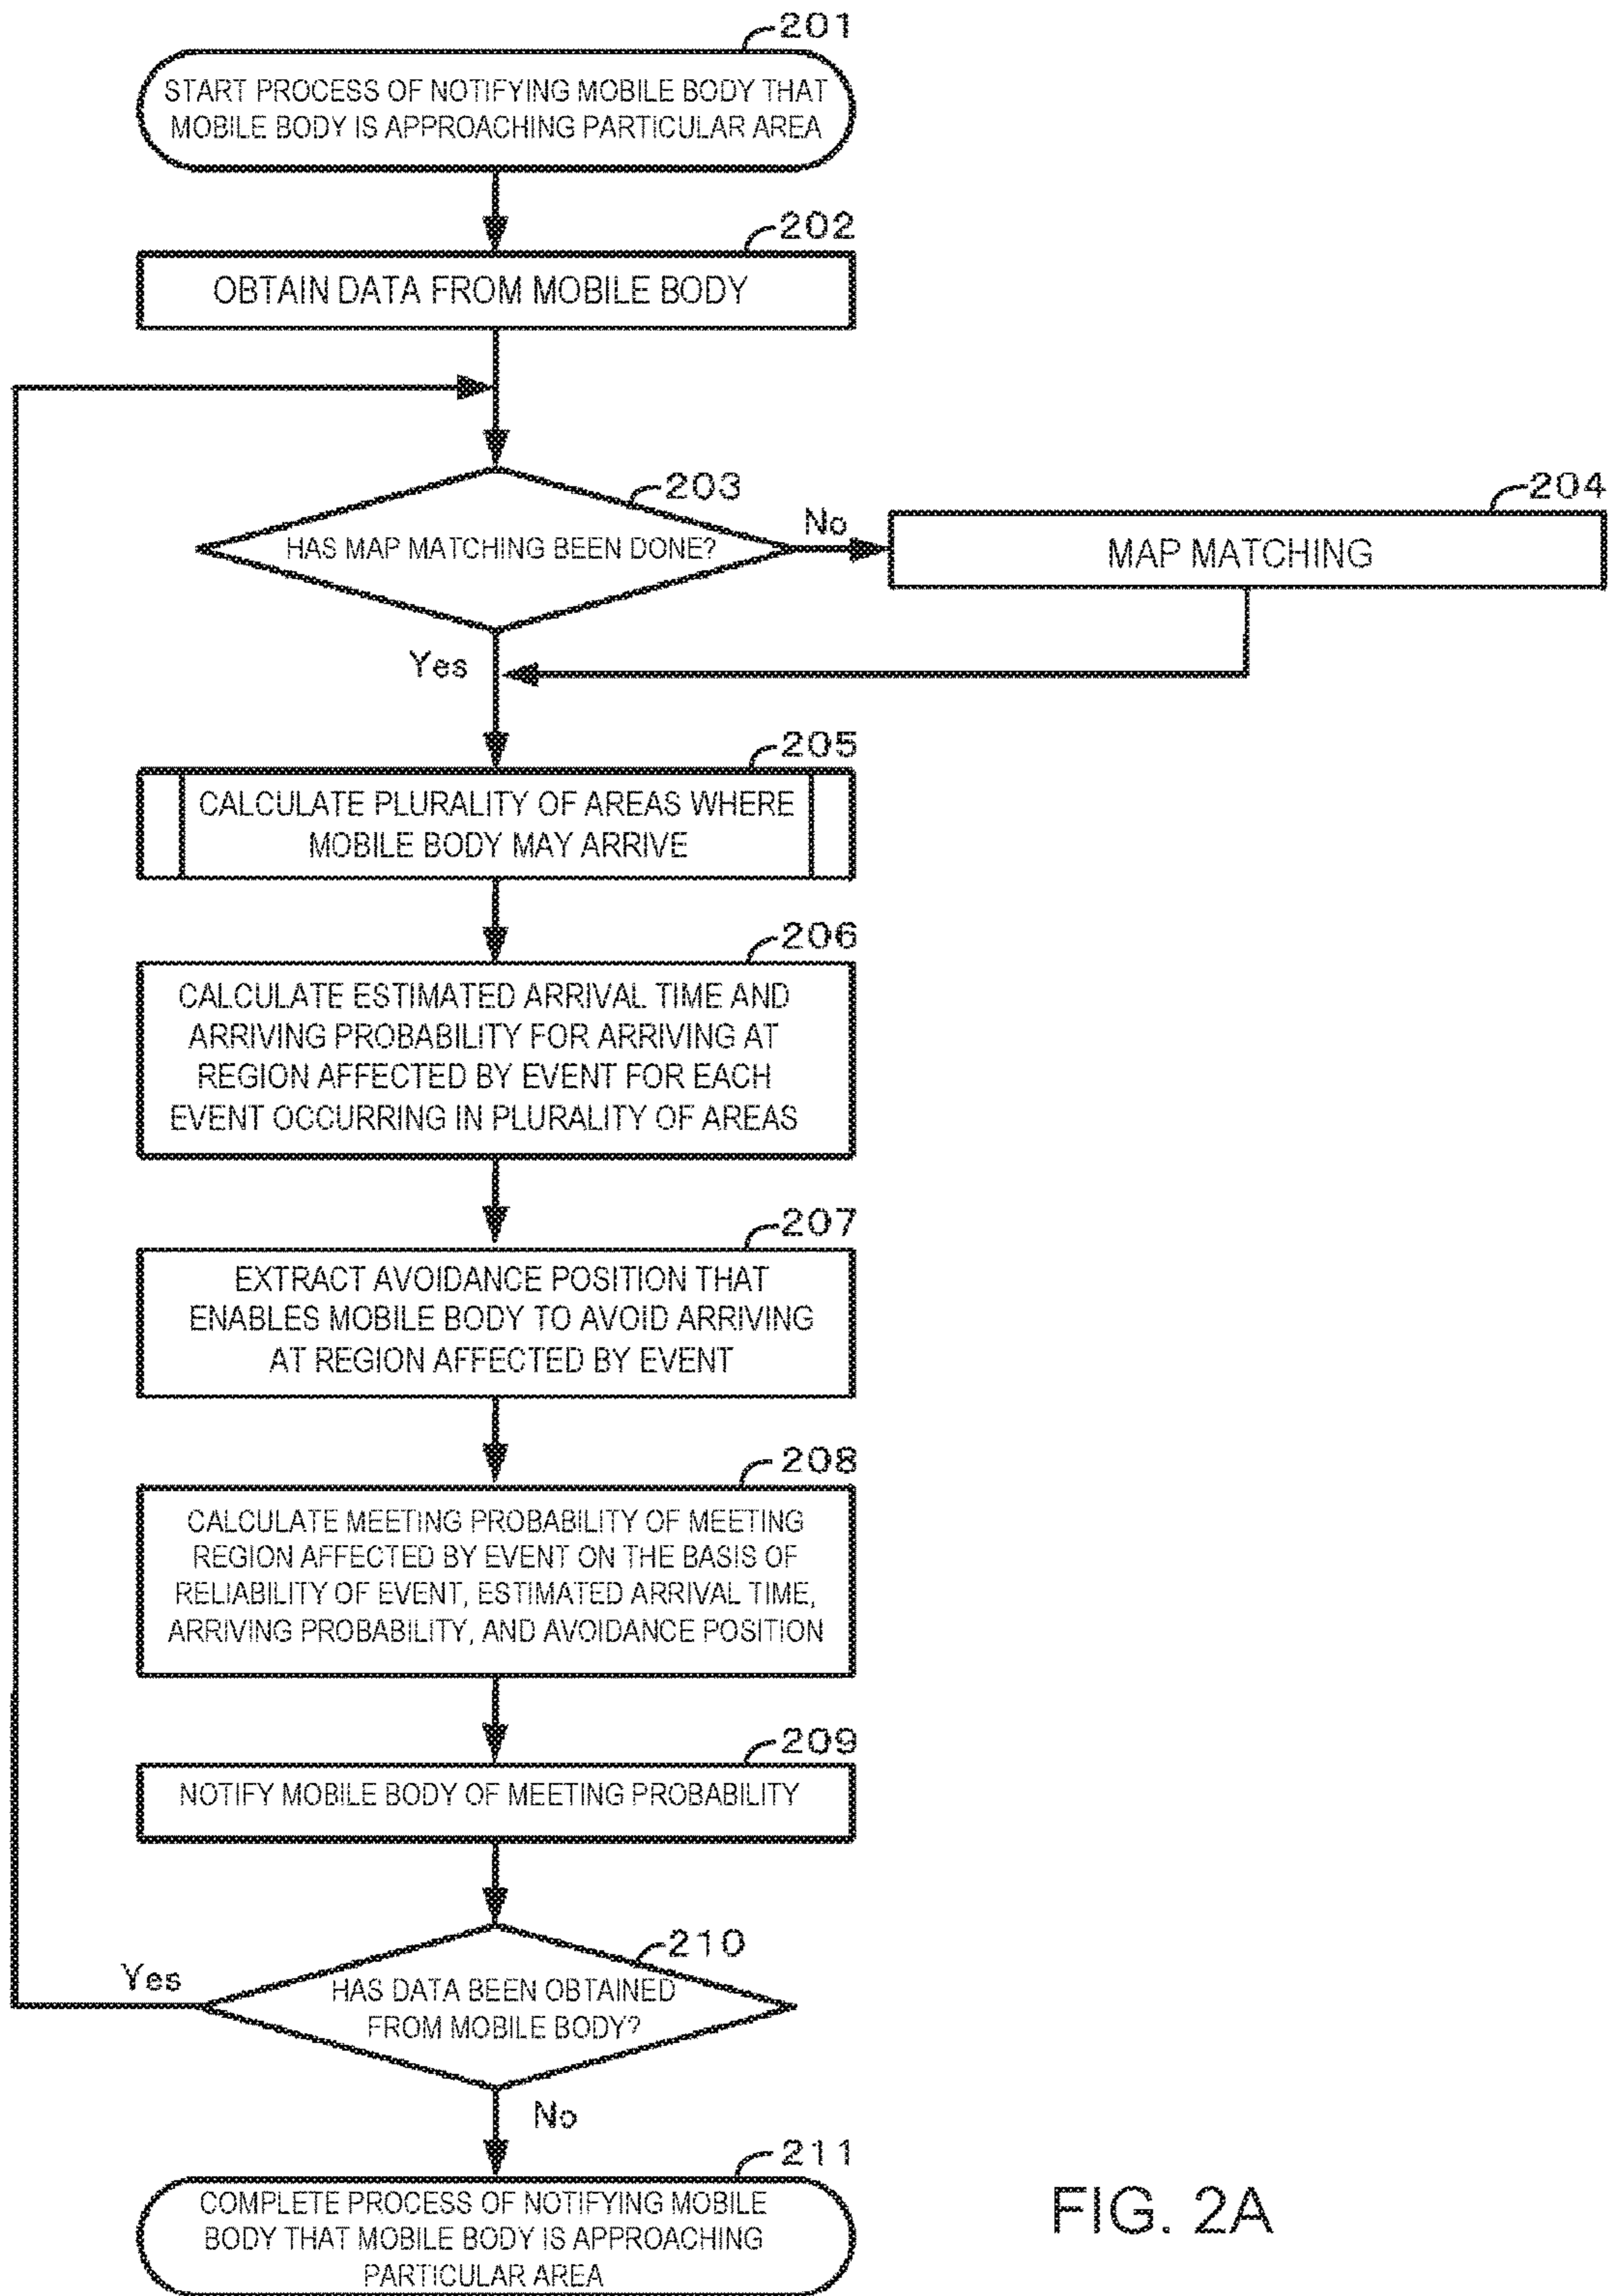 201
START PROCESS OF NOTIFYING MOBILE BODY THAT
MOBILE BODY IS APPROACHING PARTICULAR AREA
202
OBTAIN DATA FROM MOBILE BODY
203
HAS MAP MATCHING BEEN DONE?
No
204
MAP MATCHING
Yes
205
CALCULATE PLURALITY OF AREAS WHERE
MOBILE BODY MAY ARRIVE
206
CALCULATE ESTIMATED ARRIVAL TIME AND
ARRIVING PROBABILITY FOR ARRIVING AT
REGION AFFECTED BY EVENT FOR EACH
EVENT OCCURRING IN PLURALITY OF AREAS
207
EXTRACT AVOIDANCE POSITION THAT
ENABLES MOBILE BODY TO AVOID ARRIVING
AT REGION AFFECTED BY EVENT
208
CALCULATE MEETING PROBABILITY OF MEETING
REGION AFFECTED BY EVENT ON THE BASIS OF
RELIABILITY OF EVENT, ESTIMATED ARRIVAL TIME,
ARRIVING PROBABILITY, AND AVOIDANCE POSITION
209
NOTIFY MOBILE BODY OF MEETING PROBABILITY
210
Yes
HAS DATA BEEN OBTAINED
FROM MOBILE BODY?
No
211
COMPLETE PROCESS OF NOTIFYING MOBILE
BODY THAT MOBILE BODY IS APPROACHING
PARTICULAR AREA
FIG. 2A